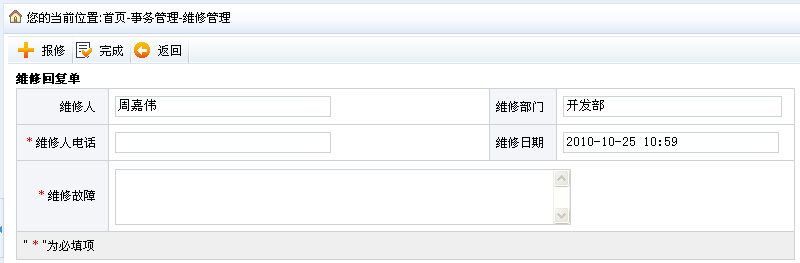 您的当前位置:首页-事务管理-维修管理
报修 完成 返回
维修回复单
维修人 周嘉伟 维修部门 开发部
*维修人电话 维修日期 2010-10-25 10:59
*维修故障
"*"为必填项